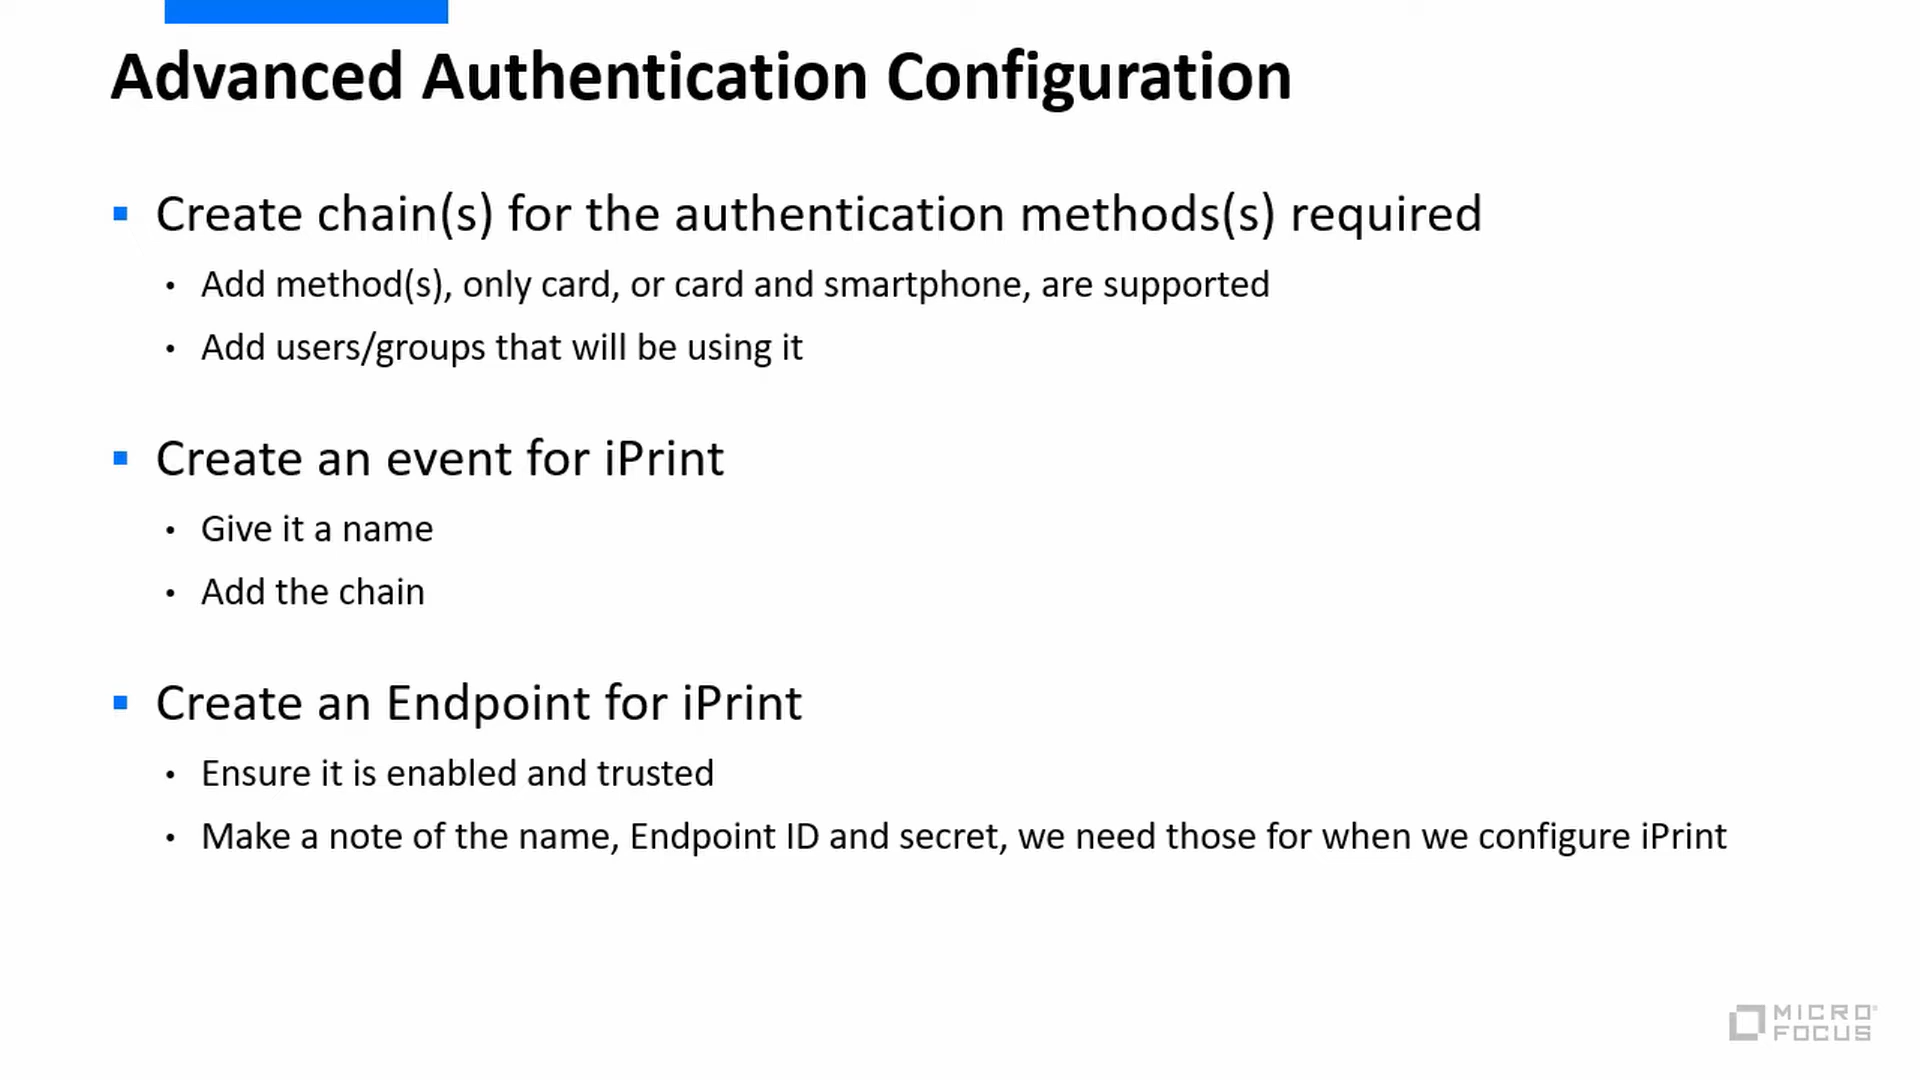 Advanced Authentication Configuration
Create chain(s) for the authentication methods(s) required
Add method(s), only card, or card and smartphone, are supported
Add users/groups that will be using it
Create an event for iPrint
Give it a name
Add the chain
Create an Endpoint for iPrint
Ensure it is enabled and trusted
Make a note of the name, Endpoint ID and secret, we need those for when we configure iPrint
MICRO
FOCUS